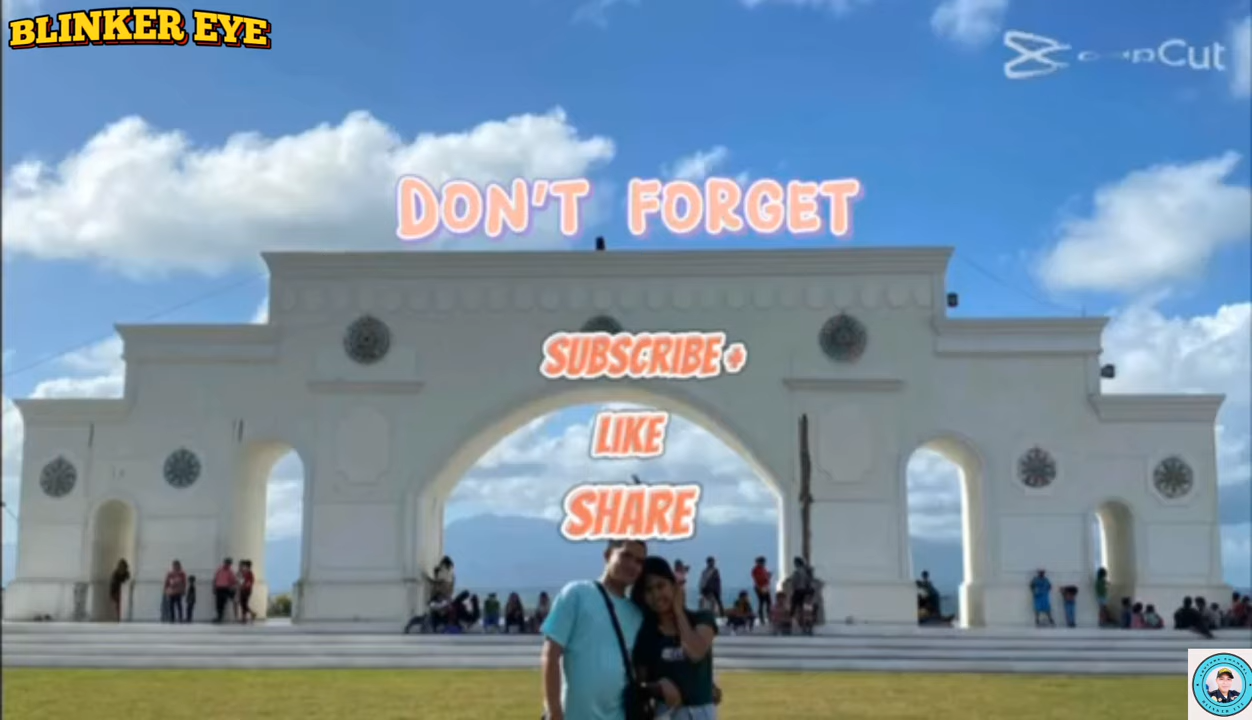 BLINKER EYE
CapCut
DON'T FORGET
SUBSCRIBE+
LIKE
SHARE